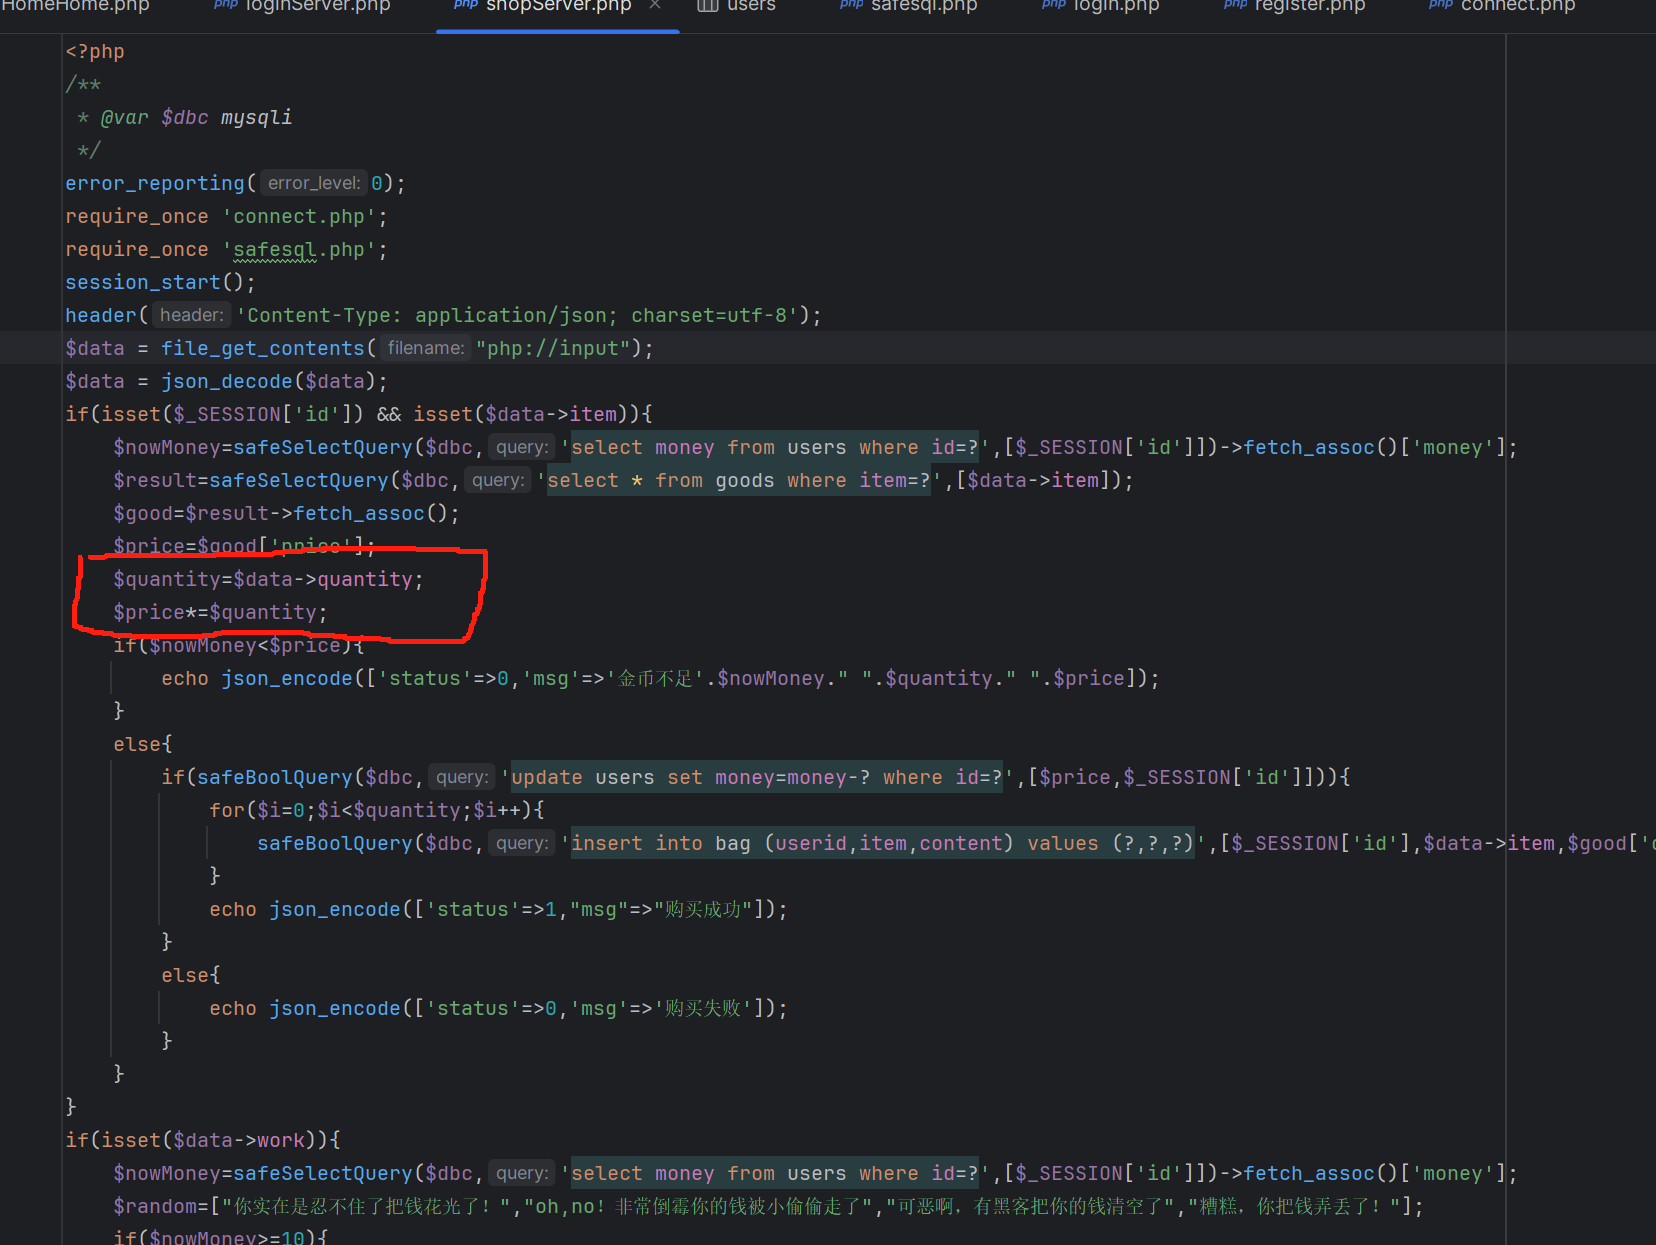 HomeHome.php php loginServer.php php shopServer.php × users php safesql.php php login.php php register.php php connect.php
<?php
/**
 * @var $dbc mysqli
 */
error_reporting( error_level: 0);
require_once 'connect.php';
require_once 'safesql.php';
session_start();
header( header: 'Content-Type: application/json; charset=utf-8');
$data = file_get_contents( filename: "php://input");
$data = json_decode($data);
if(isset($_SESSION['id']) && isset($data->item)){
    $nowMoney=safeSelectQuery($dbc, query: 'select money from users where id=?',[$_SESSION['id']])->fetch_assoc()['money'];
    $result=safeSelectQuery($dbc, query: 'select * from goods where item=?',[$data->item]);
    $good=$result->fetch_assoc();
    $price=$good['price'];
    $quantity=$data->quantity;
    $price*=$quantity;
    if($nowMoney<$price){
        echo json_encode(['status'=>0,'msg'=>'金币不足'.$nowMoney." ".$quantity." ".$price]);
    }
    else{
        if(safeBoolQuery($dbc, query: 'update users set money=money-? where id=?',[$price,$_SESSION['id']])){
            for($i=0;$i<$quantity;$i++){
                safeBoolQuery($dbc, query: 'insert into bag (userid,item,content) values (?,?,?)',[$_SESSION['id'],$data->item,$good['
            }
            echo json_encode(['status'=>1,"msg"=>"购买成功"]);
        }
        else{
            echo json_encode(['status'=>0,'msg'=>'购买失败']);
        }
    }
}
if(isset($data->work)){
    $nowMoney=safeSelectQuery($dbc, query: 'select money from users where id=?',[$_SESSION['id']])->fetch_assoc()['money'];
    $random=["你实在是忍不住了把钱花光了！","oh,no！非常倒霉你的钱被小偷偷走了","可恶啊，有黑客把你的钱清空了","糟糕，你把钱弄丢了！"];
    if($nowMoney>=10){